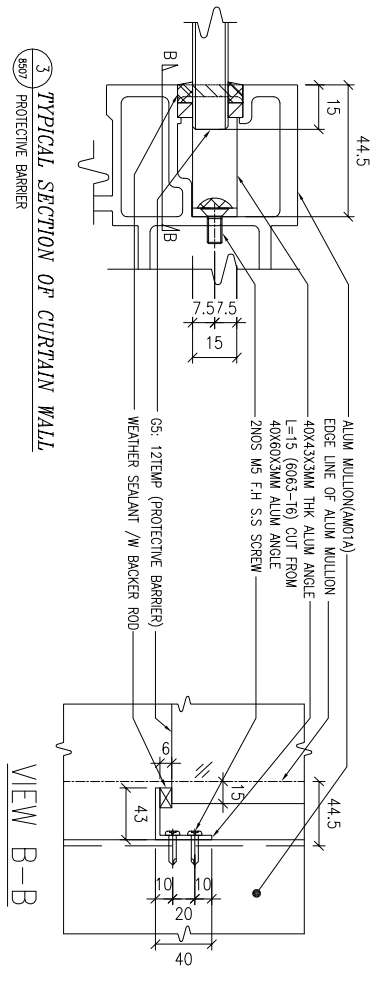 44.5
15
B
B
7.5
7.5
15
ALUM MULLION(AM01A)
EDGE LINE OF ALUM MULLION
40X43X3MM THK ALUM ANGLE
L=15 (6063-T6) CUT FROM
40X60X3MM ALUM ANGLE
2NOS M5 F.H S.S SCREW
G5: 12TEMP (PROTECTIVE BARRIER)
WEATHER SEALANT /W BACKER ROD
44.5
15
6
43
10
10
20
40
VIEW B-B
3
8507
TYPICAL SECTION OF CURTAIN WALL
PROTECTIVE BARRIER